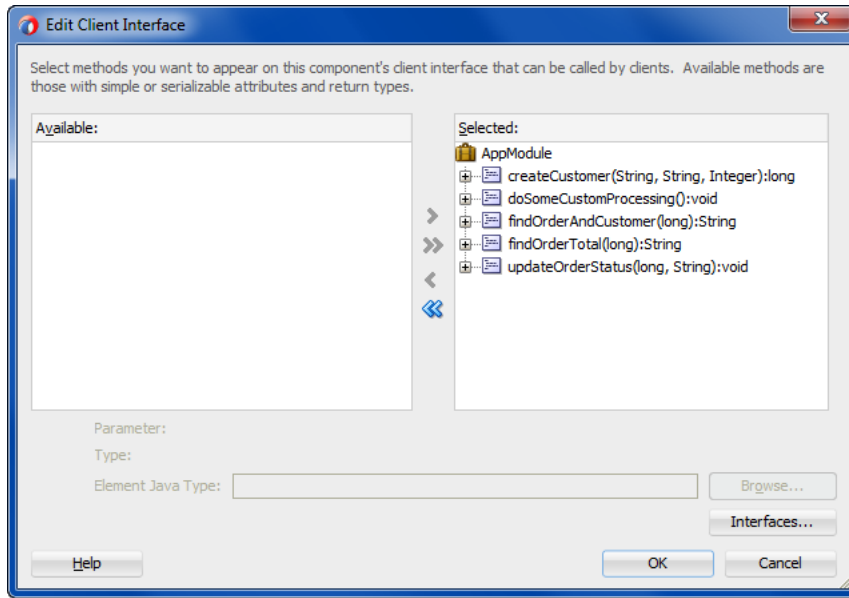 Edit Client Interface
Select methods you want to appear on this component's client interface that can be called by clients. Available methods are
those with simple or serializable attributes and return types.
Available:
Selected:
AppModule
createCustomer(String, String, Integer):long
doSomeCustomProcessing():void
findOrderAndCustomer(long):String
findOrderTotal(long):String
updateOrderStatus(long, String):void
Parameter:
Type:
Element Java Type:
Browse...
Interfaces...
Help
OK
Cancel